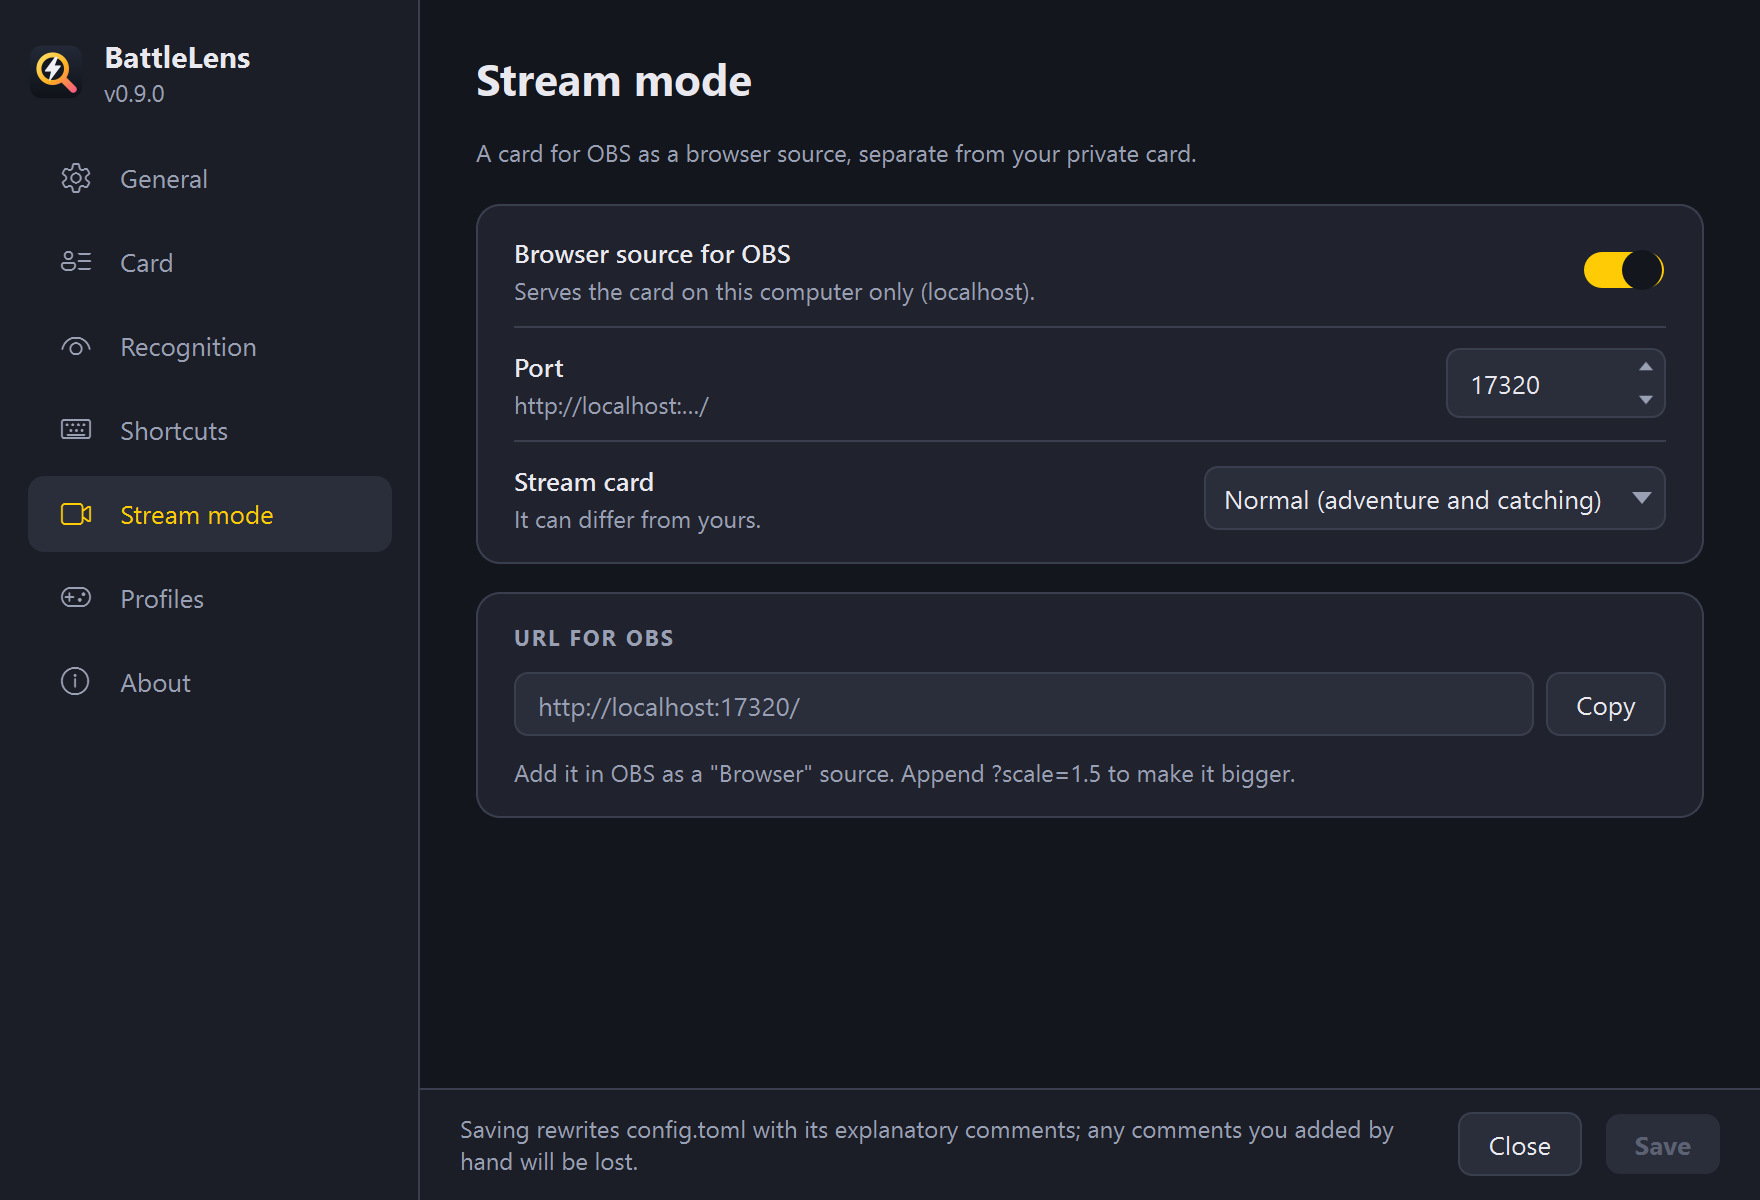 BattleLens
v0.9.0
General
Card
Recognition
Shortcuts
Stream mode
Profiles
About
Stream mode
A card for OBS as a browser source, separate from your private card.
Browser source for OBS
Serves the card on this computer only (localhost).
Port
http://localhost:.../
17320
Stream card
It can differ from yours.
Normal (adventure and catching)
URL FOR OBS
http://localhost:17320/
Copy
Add it in OBS as a "Browser" source. Append ?scale=1.5 to make it bigger.
Saving rewrites config.toml with its explanatory comments; any comments you added by
hand will be lost.
Close
Save